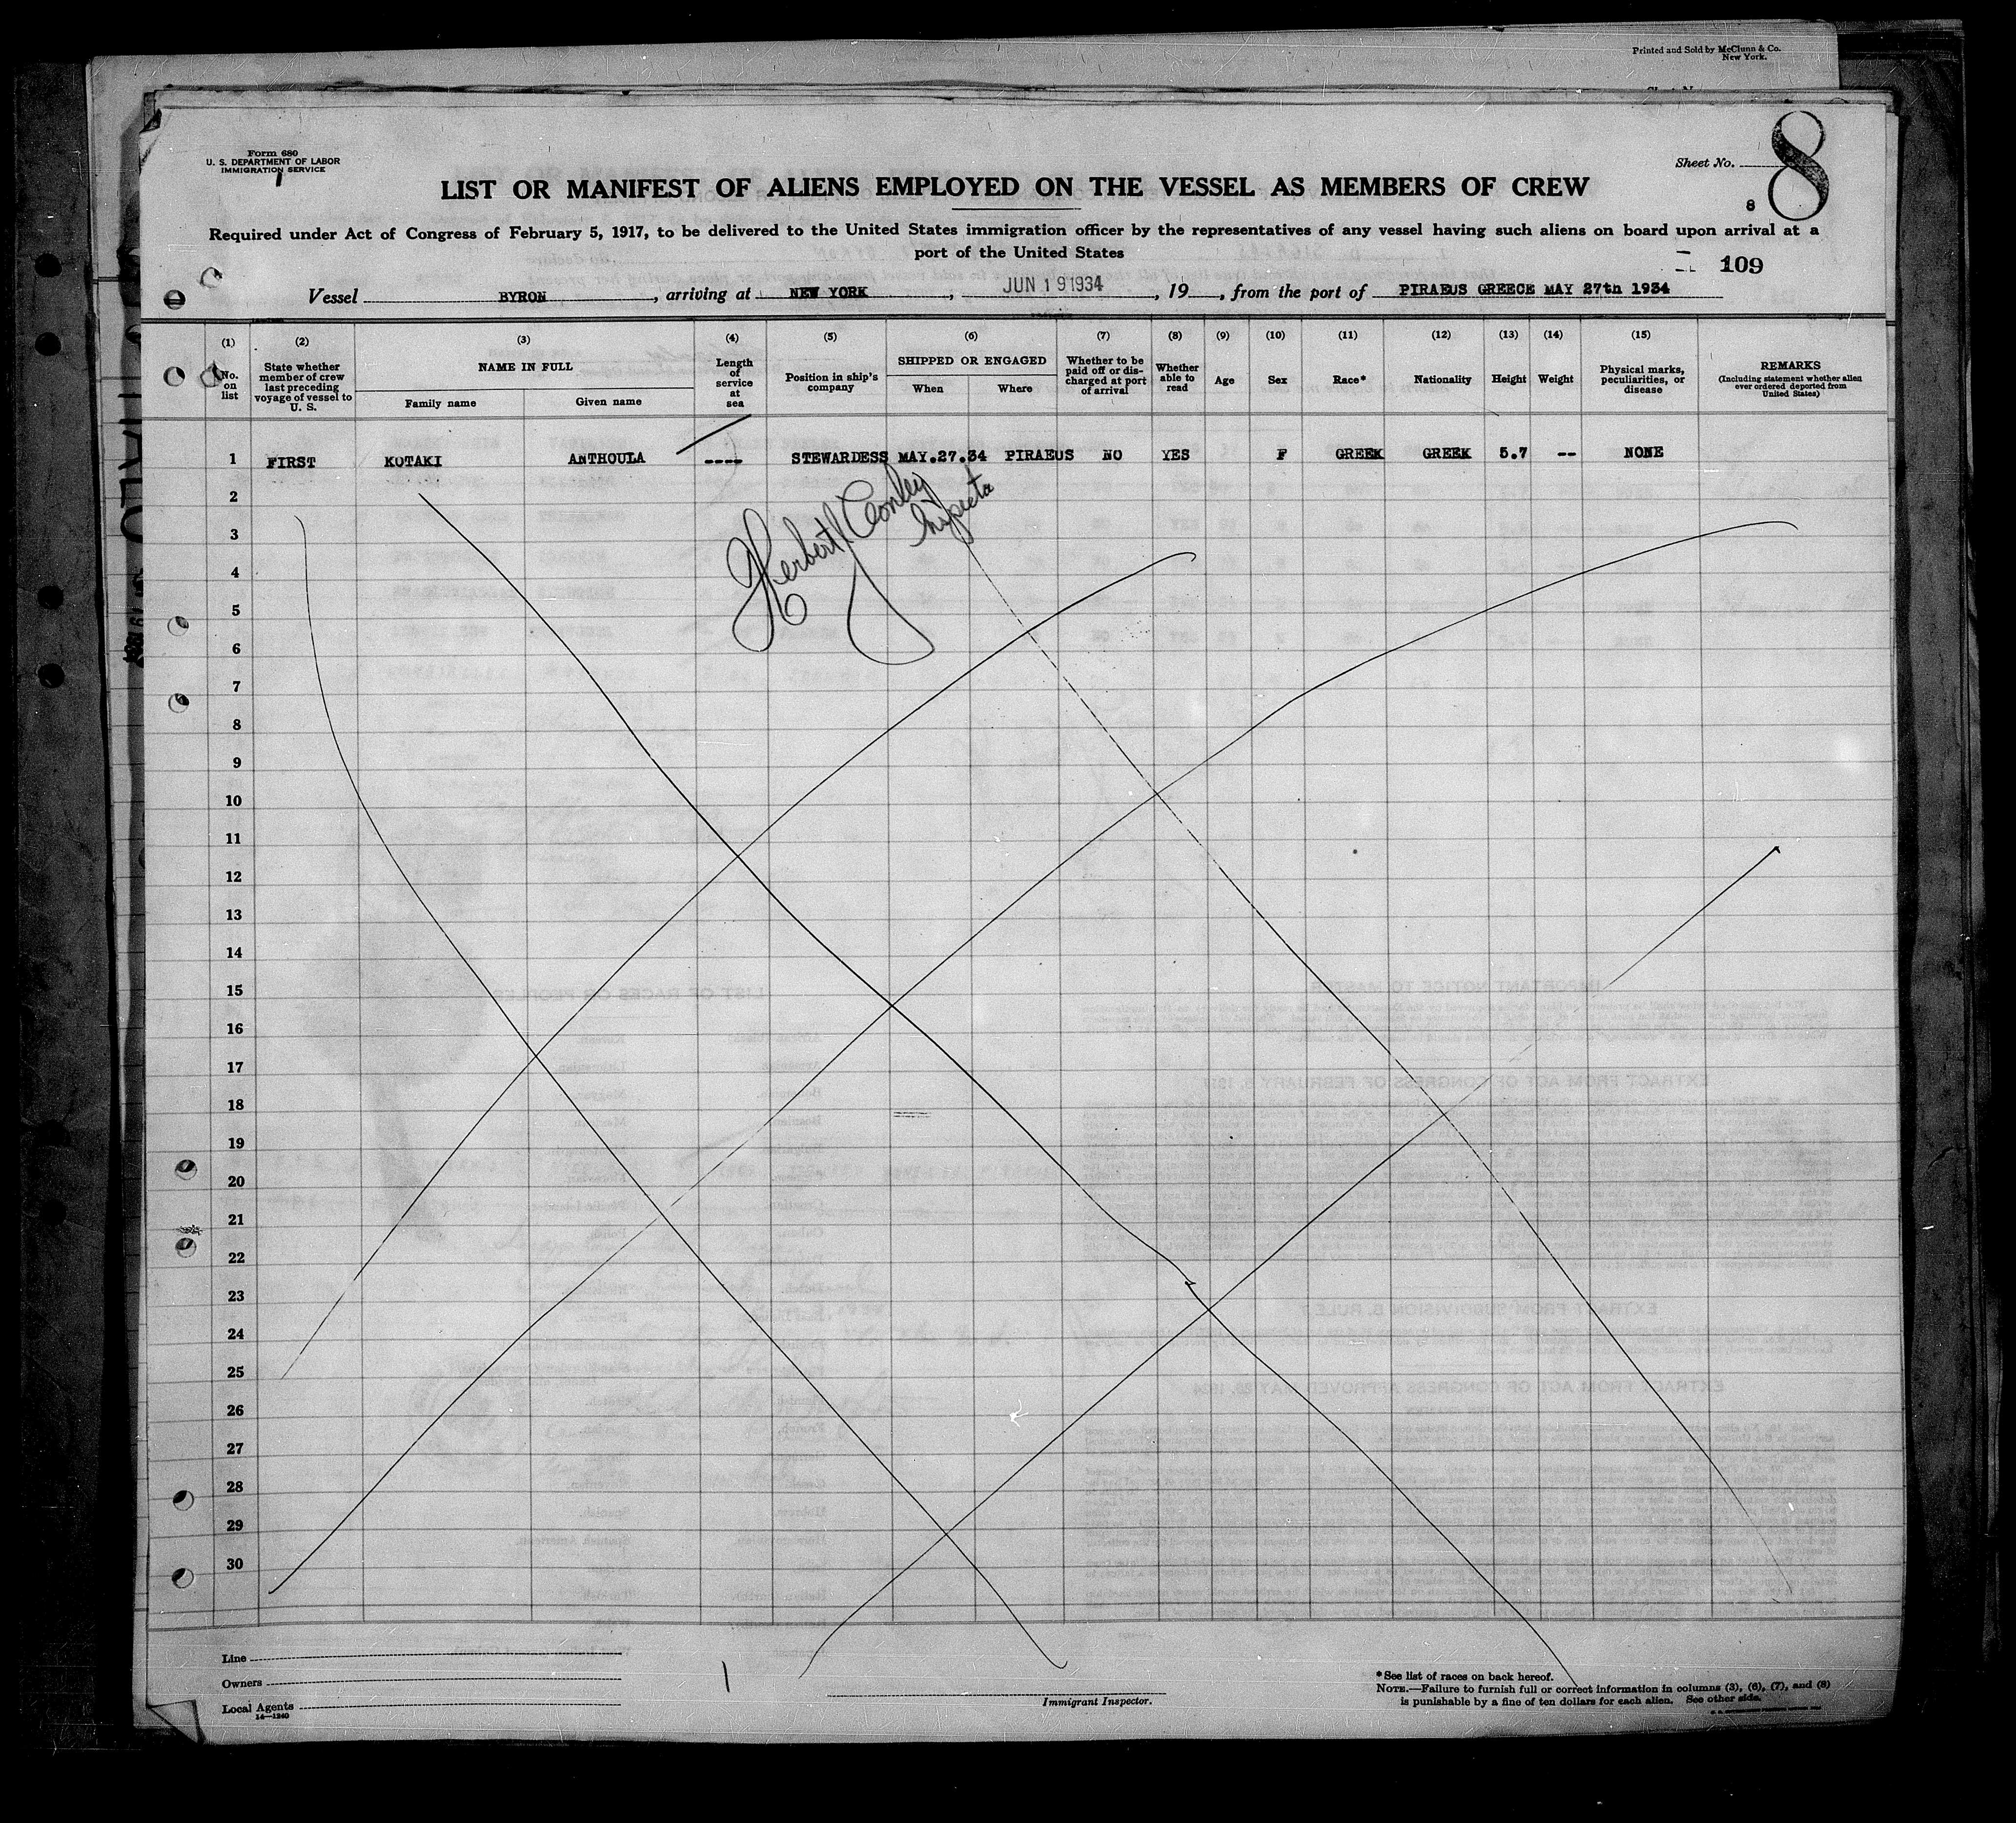 Printed and Sold by McClunn & Co.
New York.
Form 680
U. S. DEPARTMENT OF LABOR
IMMIGRATION SERVICE
Sheet No. 8
LIST OR MANIFEST OF ALIENS EMPLOYED ON THE VESSEL AS MEMBERS OF CREW
8
Required under Act of Congress of February 5, 1917, to be delivered to the United States immigration officer by the representatives of any vessel having such aliens on board upon arrival at a
port of the United States
109
Vessel BYRON, arriving at NEW YORK, JUN 19 1934, 19, from the port of PIRAEUS GREECE MAY 27th 1934
(1) (2) (3) (4) (5) (6) (7) (8) (9) (10) (11) (12) (13) (14) (15)
No. on list
State whether member of crew last preceding voyage of vessel to U. S.
NAME IN FULL
Family name
Given name
Length of service at sea
Position in ship's company
SHIPPED OR ENGAGED
When
Where
Whether to be paid off or discharged at port of arrival
Whether able to read
Age
Sex
Race*
Nationality
Height
Weight
Physical marks, peculiarities, or disease
REMARKS
(Including statement whether alien ever ordered deported from United States)
1 FIRST KOTAKI ANTHOULA ---- STEWARDESS MAY.27.34 PIRAEUS NO YES F GREEK GREEK 5.7 -- NONE
Herbert Conley
Inspector
2
3
4
5
6
7
8
9
10
11
12
13
14
15
16
17
18
19
20
21
22
23
24
25
26
27
28
29
30
Line
Owners
Local Agents
14—1240
Immigrant Inspector.
*See list of races on back hereof.
NOTE.—Failure to furnish full or correct information in columns (3), (6), (7), and (8)
is punishable by a fine of ten dollars for each alien. See other side.